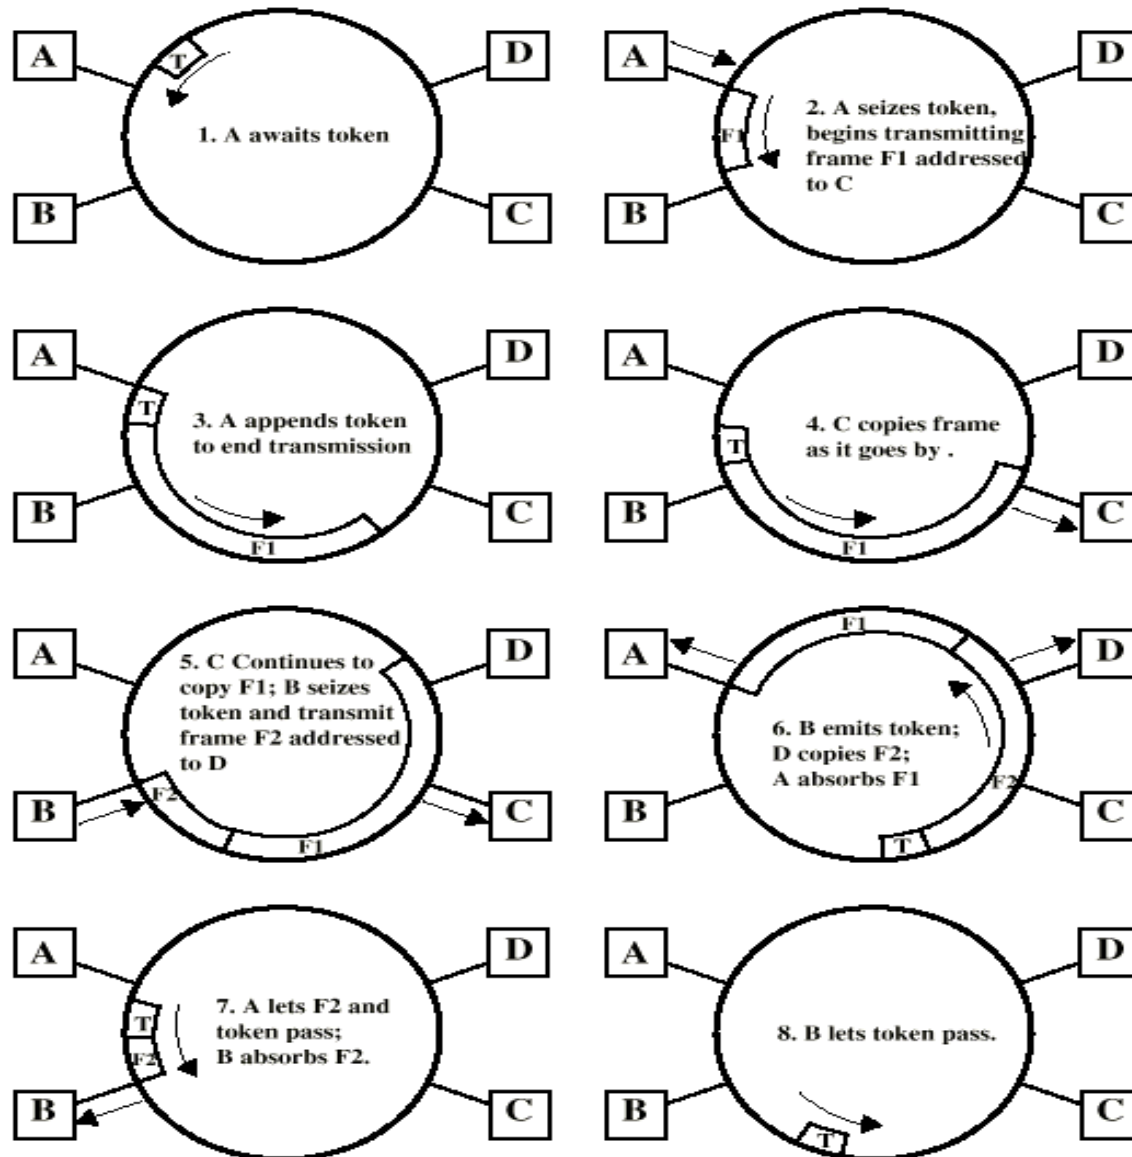 A
T
D
1. A awaits token
B
C
A
D
F1
2. A seizes token,
begins transmitting
frame F1 addressed
to C
B
C
A
D
T
3. A appends token
to end transmission
B
C
F1
A
D
T
4. C copies frame
as it goes by .
B
C
F1
A
D
5. C Continues to
copy F1; B seizes
token and transmit
frame F2 addressed
to D
B
F2
C
F1
A
F1
D
6. B emits token;
D copies F2;
A absorbs F1
F2
B
C
T
A
D
T
7. A lets F2 and
token pass;
B absorbs F2.
F2
B
C
A
D
8. B lets token pass.
B
C
T